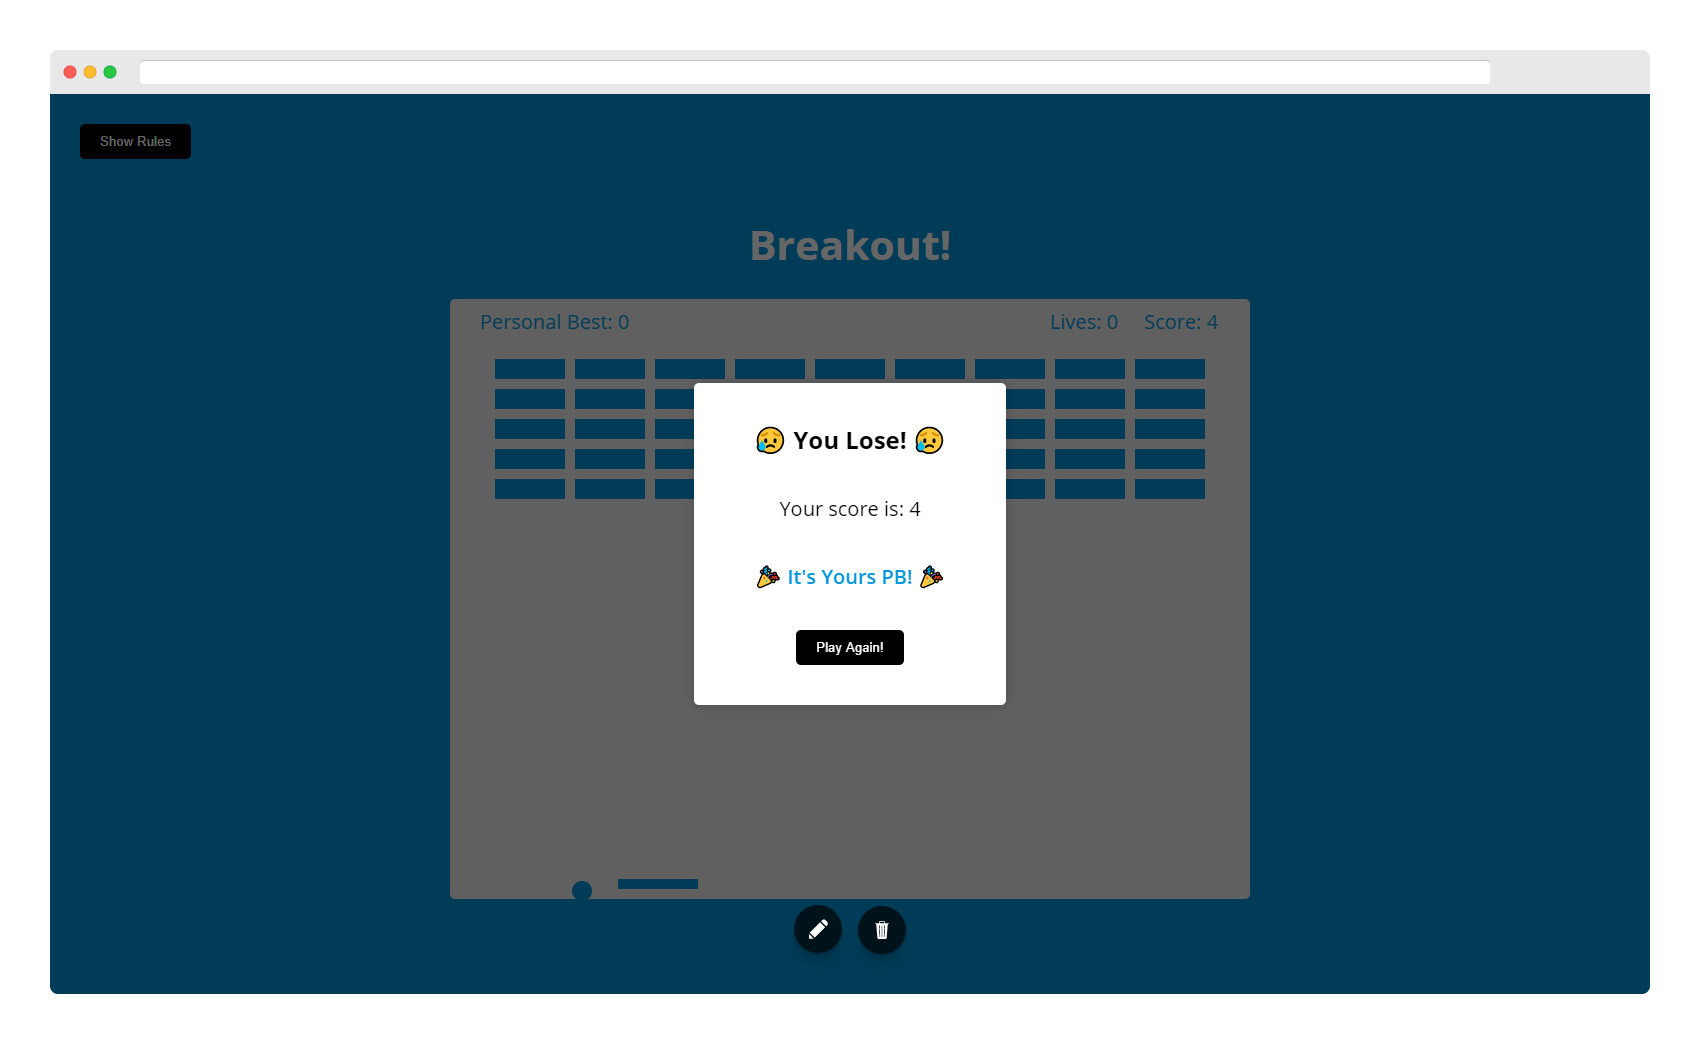 Show Rules
Breakout!
Personal Best: 0 Lives: 0 Score: 4
😥 You Lose! 😥
Your score is: 4
🎉 It's Yours PB! 🎉
Play Again!